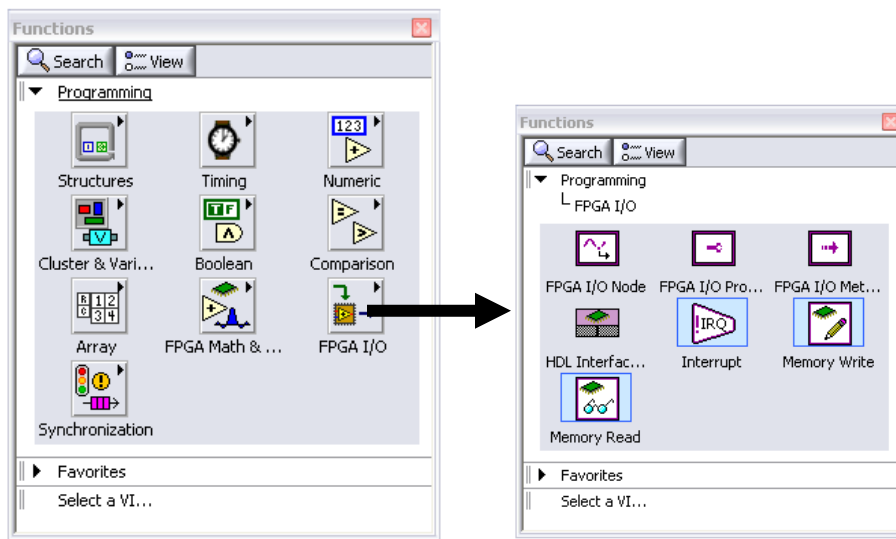 Functions
Search View
Programming
Structures Timing Numeric
123
TF
Cluster & Vari... Boolean Comparison
Array FPGA Math & ... FPGA I/O
Synchronization
Favorites
Select a VI...
Functions
Search View
Programming
FPGA I/O
FPGA I/O Node FPGA I/O Pro... FPGA I/O Met...
!IRQ
HDL Interfac... Interrupt Memory Write
Memory Read
Favorites
Select a VI...